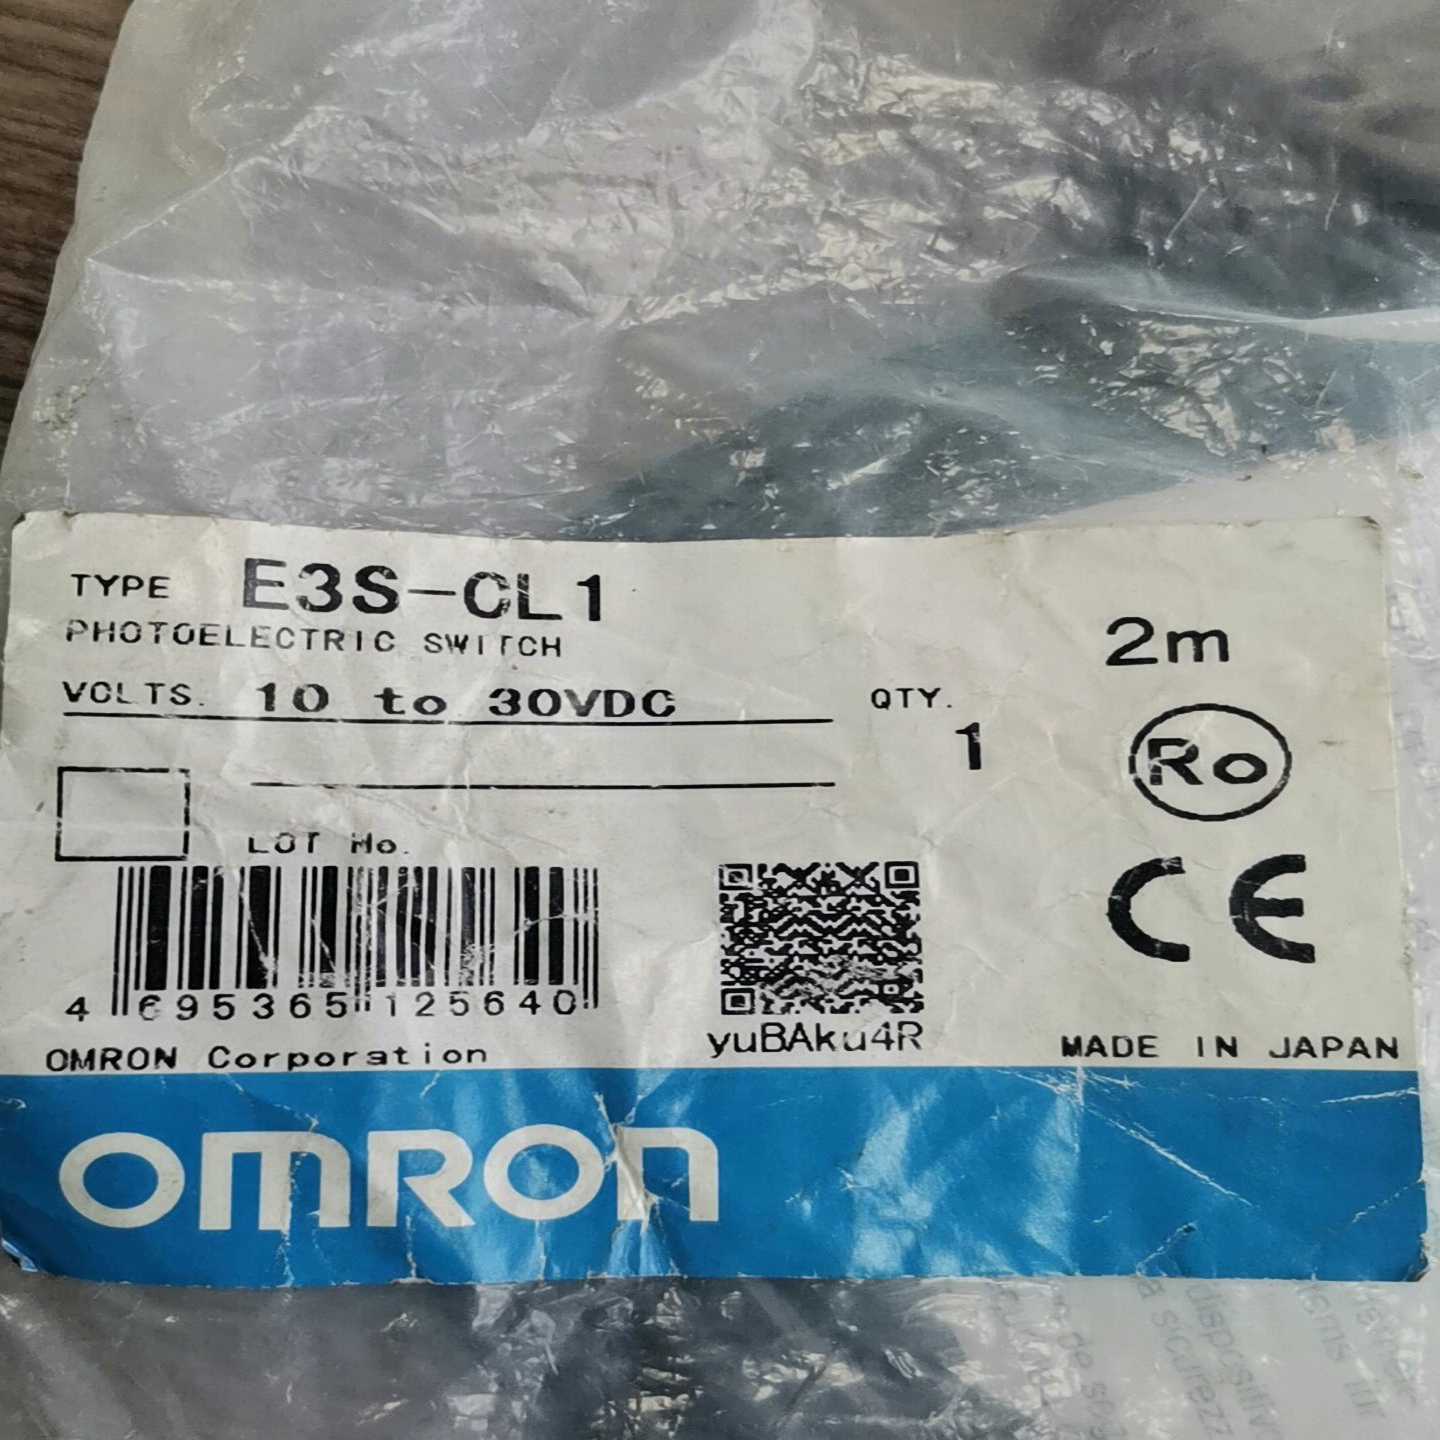 TYPE E3S-CL1
PHOTOELECTRIC SWITCH
2m
VOLTS. 10 to 30VDC
QTY.
1
Ro
LOT No.
CE
4 695365 125640
yuBAku4R
OMRON Corporation
MADE IN JAPAN
OMRON